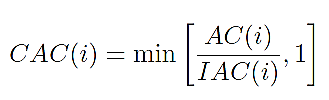 CAC(i) = min [ AC(i) / IAC(i) , 1 ]